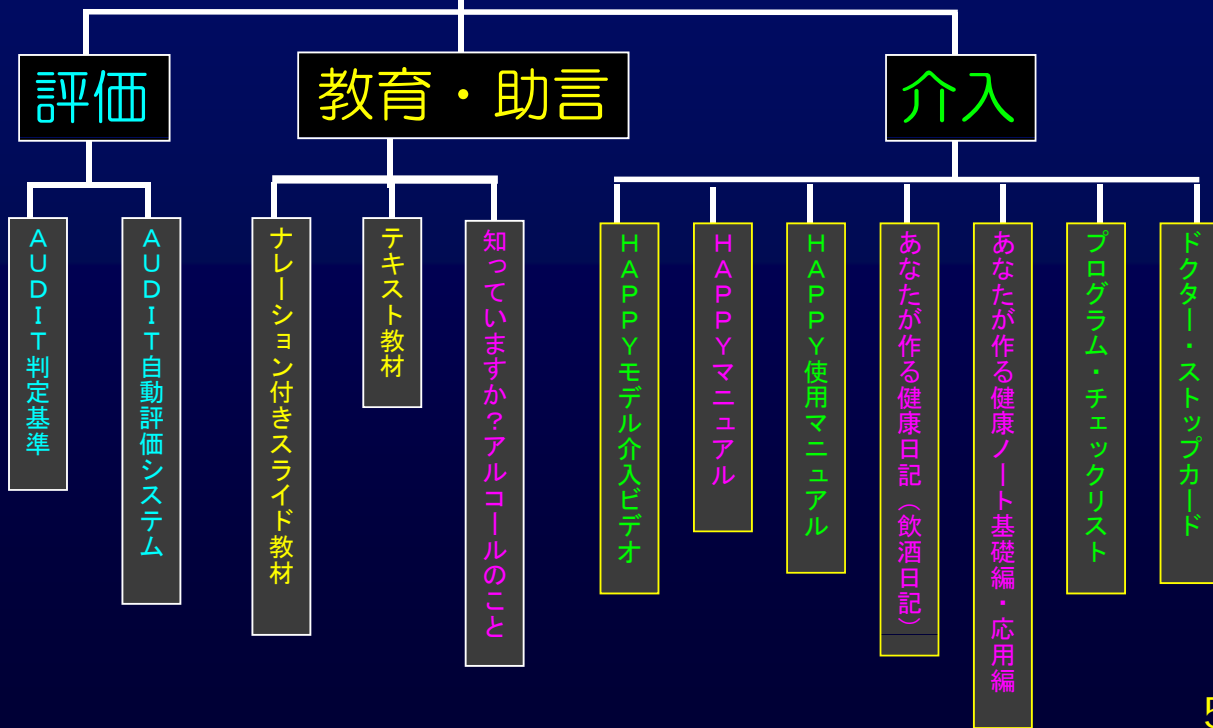 評価
教育・助言
介入
AUDIT判定基準
AUDIT自動評価システム
ナレーション付きスライド教材
テキスト教材
知っていますか?アルコールのこと
HAPPYモデル介入ビデオ
HAPPYマニュアル
HAPPY使用マニュアル
あなたが作る健康日記(飲酒日記)
あなたが作る健康ノート基礎編・応用編
プログラム・チェックリスト
ドクター・ストップカード